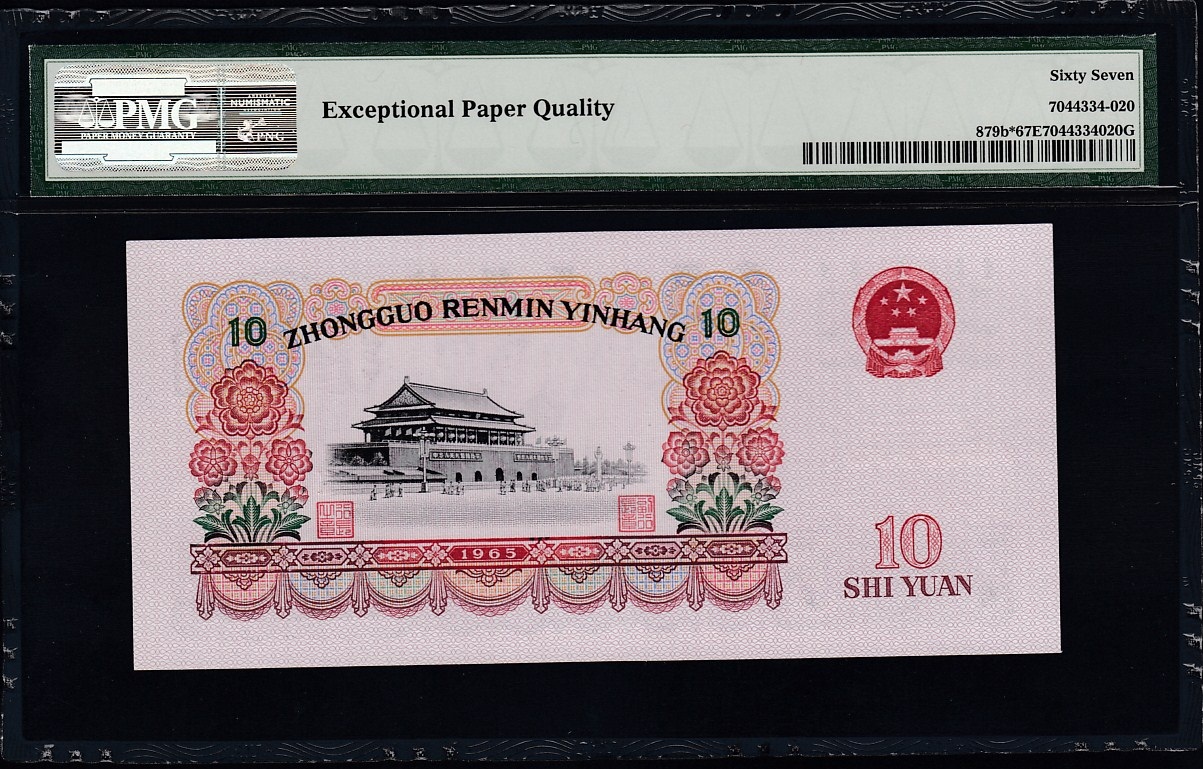 PMG
PAPER MONEY GUARANTY
NUMISMATIC
PNG
Exceptional Paper Quality
Sixty Seven
7044334-020
879b*67E7044334020G
10 ZHONGGUO RENMIN YINHANG 10
1965
10
SHI YUAN